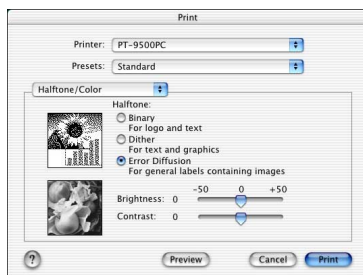 Print
Printer: PT-9500PC
Presets: Standard
Halftone/Color
Halftone:
Binary
For logo and text
Dither
For text and graphics
Error Diffusion
For general labels containing images
-50 0 +50
Brightness: 0
Contrast: 0
? Preview Cancel Print